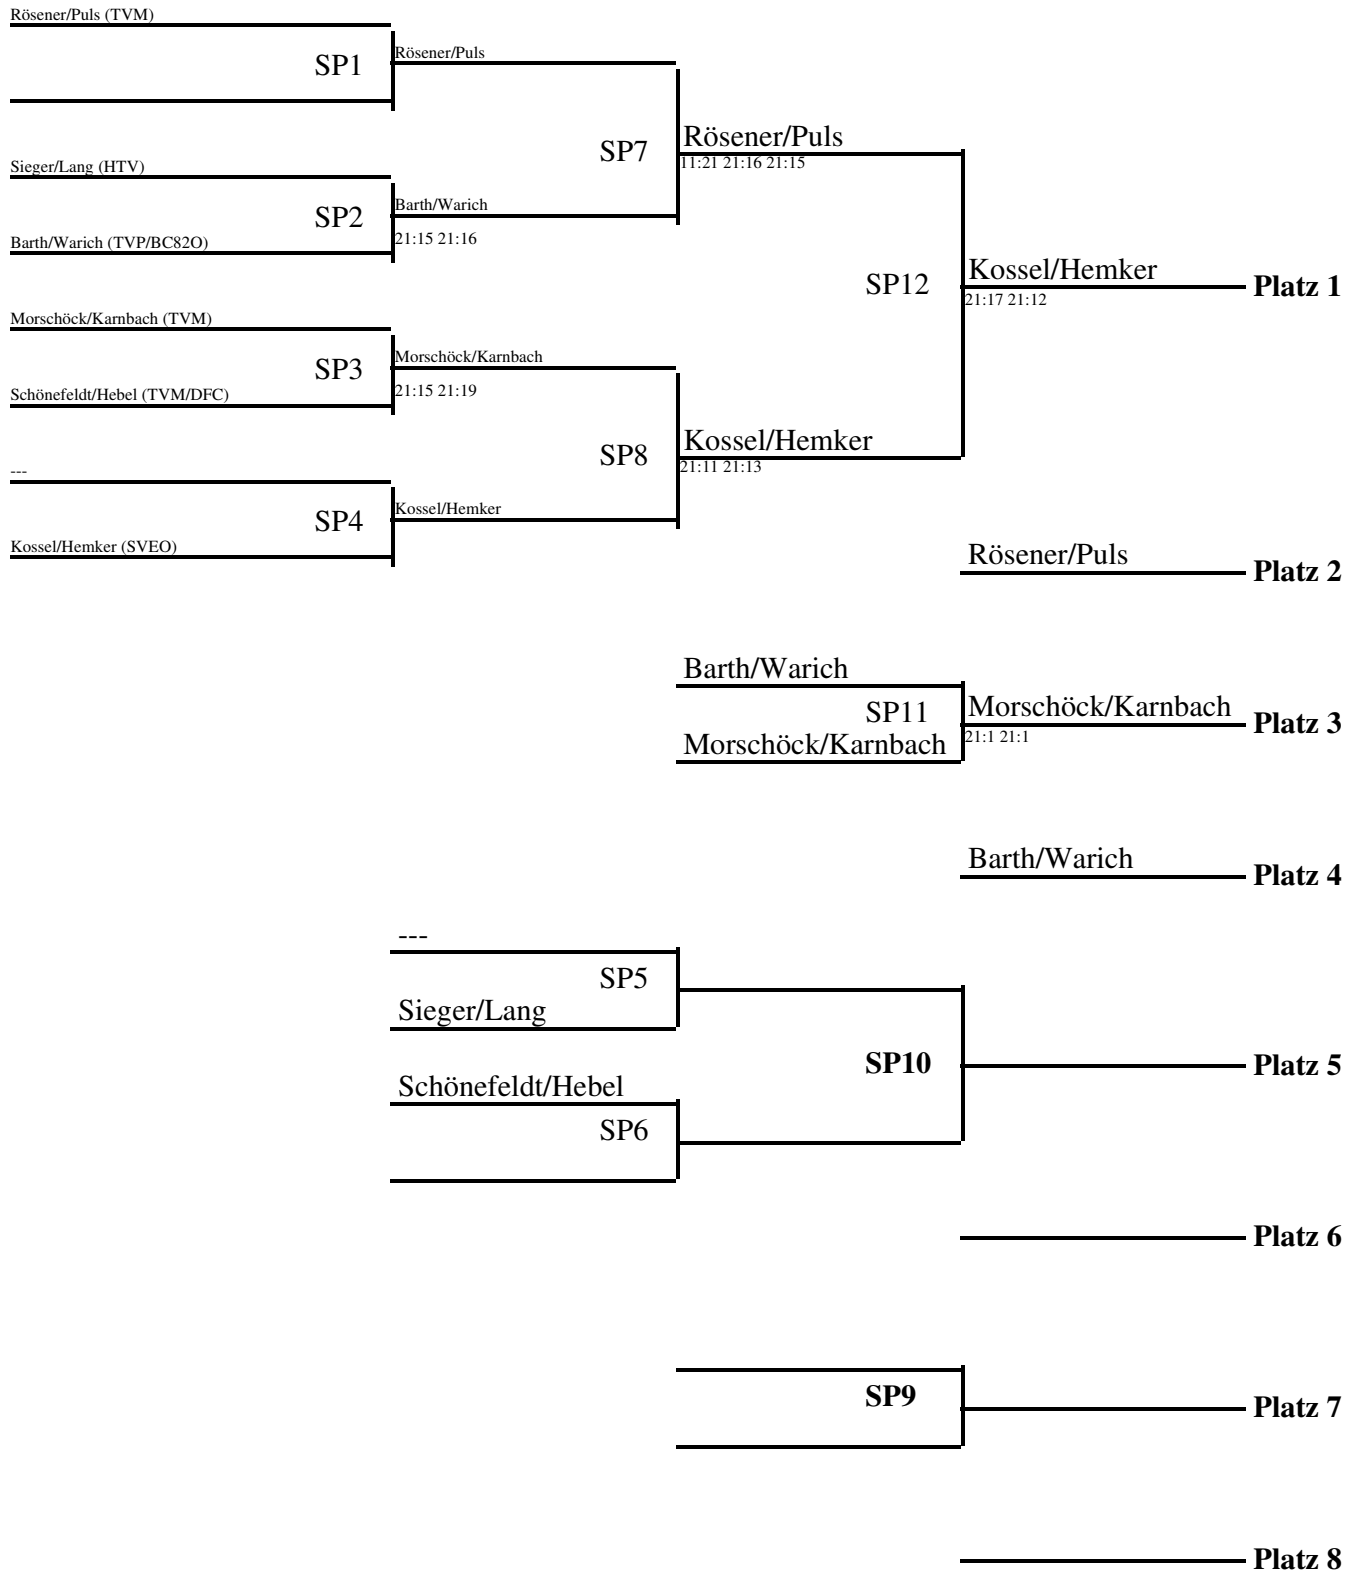 Rösener/Puls (TVM)
SP1
Rösener/Puls
SP7
Rösener/Puls
11:21 21:16 21:15
Sieger/Lang (HTV)
SP2
Barth/Warich
21:15 21:16
Barth/Warich (TVP/BC82O)
SP12
Kossel/Hemker
21:17 21:12
Platz 1
Morschöck/Karnbach (TVM)
SP3
Morschöck/Karnbach
21:15 21:19
Schönefeldt/Hebel (TVM/DFC)
SP8
Kossel/Hemker
21:11 21:13
---
SP4
Kossel/Hemker
Kossel/Hemker (SVEO)
Rösener/Puls
Platz 2
Barth/Warich
SP11
Morschöck/Karnbach
Morschöck/Karnbach
21:1 21:1
Platz 3
Barth/Warich
Platz 4
---
SP5
Sieger/Lang
SP10
Platz 5
Schönefeldt/Hebel
SP6
Platz 6
SP9
Platz 7
Platz 8